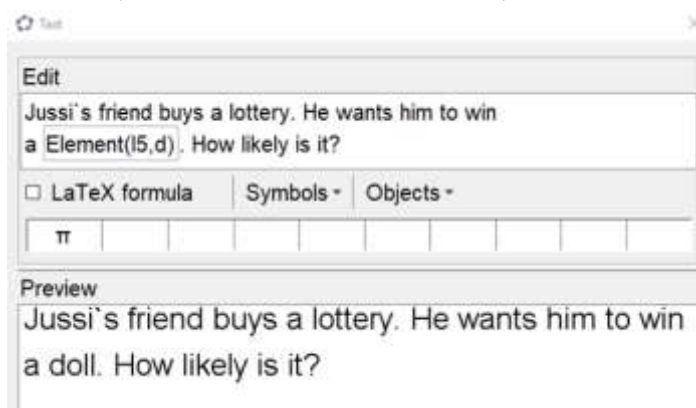 Text
Edit
Jussi`s friend buys a lottery. He wants him to win
a Element(l5,d) . How likely is it?
LaTeX formula Symbols Objects
π
Preview
Jussi`s friend buys a lottery. He wants him to win
a doll. How likely is it?